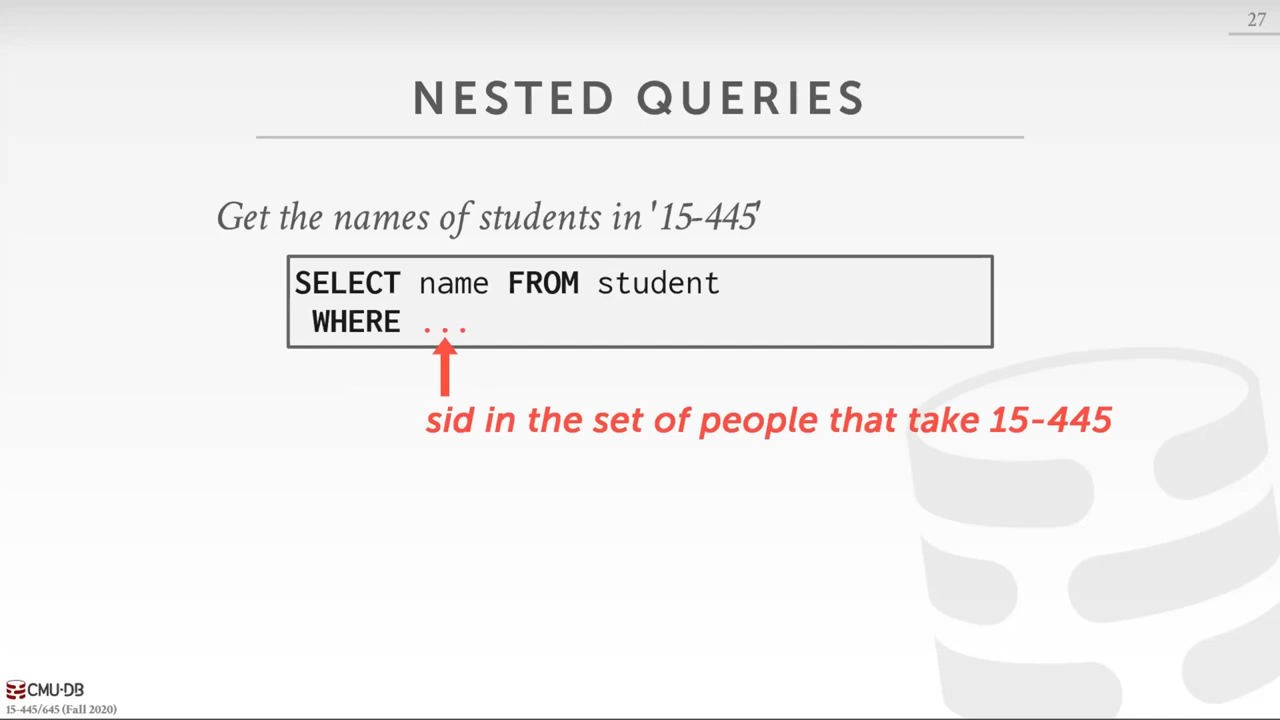 27
NESTED QUERIES
Get the names of students in '15-445'
SELECT name FROM student
WHERE ...
sid in the set of people that take 15-445
CMU·DB
15-445/645 (Fall 2020)